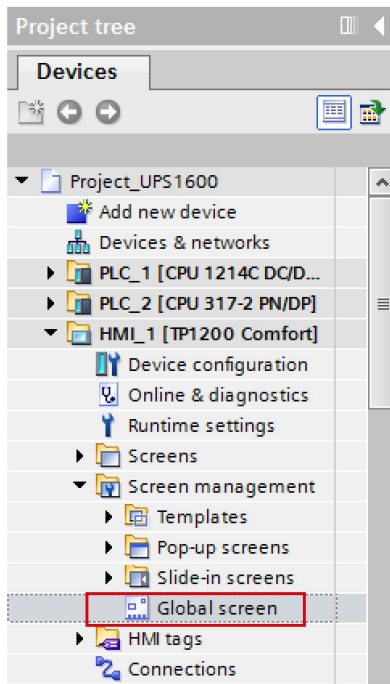 Project tree
Devices
Project_UPS1600
Add new device
Devices & networks
PLC_1 [CPU 1214C DC/D...
PLC_2 [CPU 317-2 PN/DP]
HMI_1 [TP1200 Comfort]
Device configuration
Online & diagnostics
Runtime settings
Screens
Screen management
Templates
Pop-up screens
Slide-in screens
Global screen
HMI tags
Connections